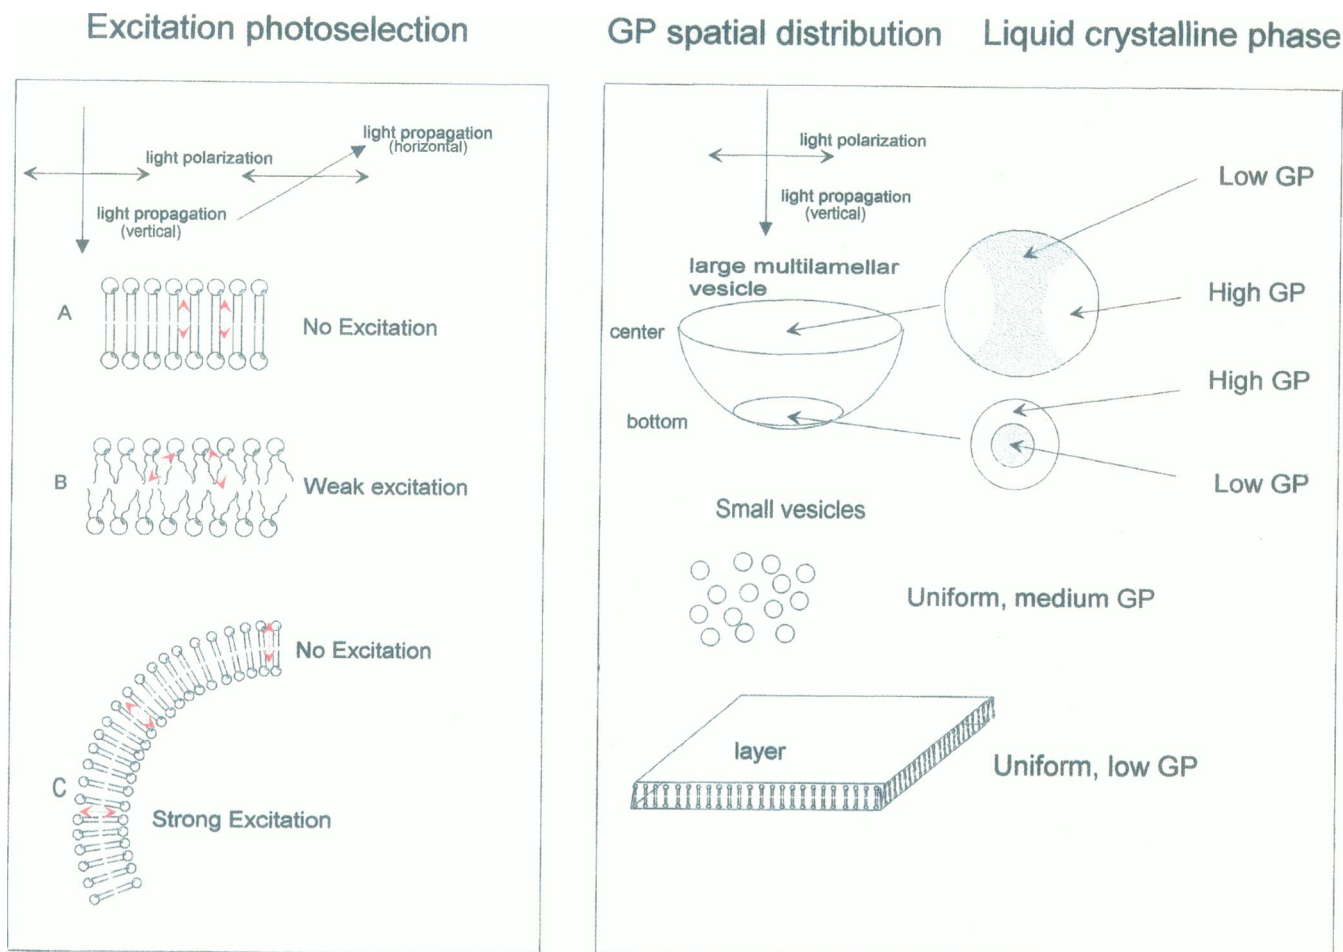 Excitation photoselection
light propagation
(horizontal)
light polarization
light propagation
(vertical)
A
No Excitation
B
Weak excitation
No Excitation
C
Strong Excitation
GP spatial distribution
Liquid crystalline phase
light polarization
light propagation
(vertical)
Low GP
large multilamellar
vesicle
High GP
center
High GP
bottom
Low GP
Small vesicles
Uniform, medium GP
layer
Uniform, low GP